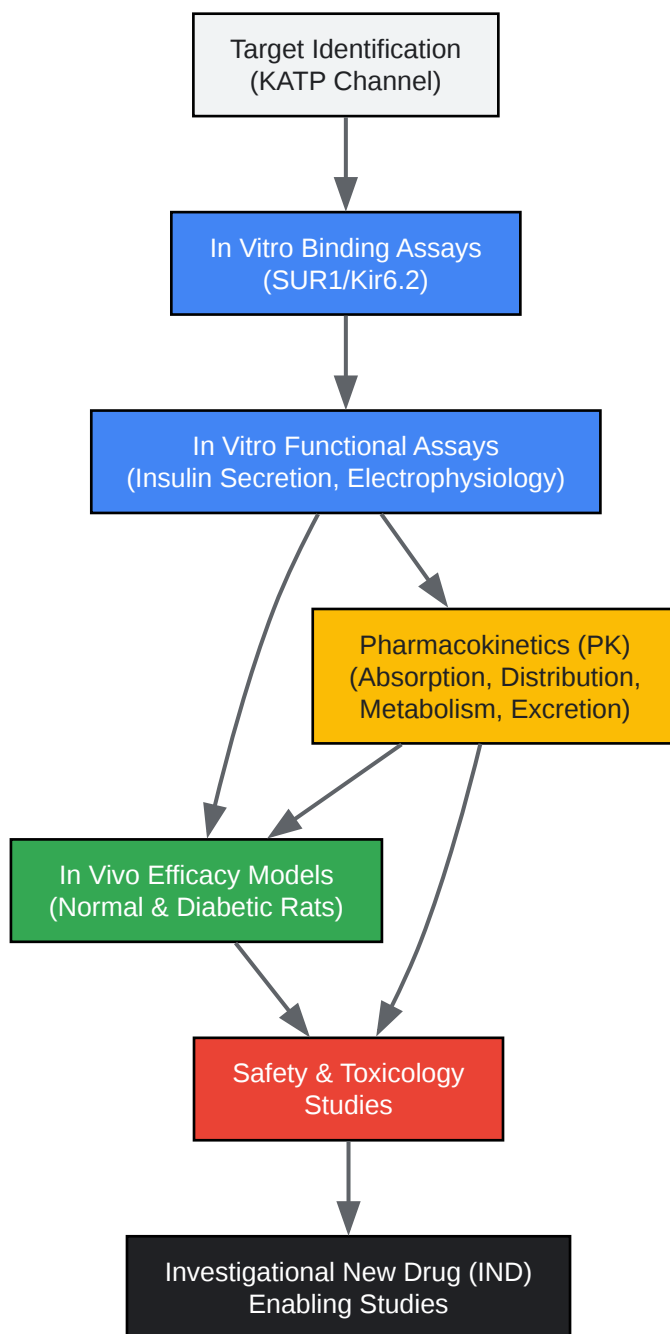 Target Identification
(KATP Channel)
In Vitro Binding Assays
(SUR1/Kir6.2)
In Vitro Functional Assays
(Insulin Secretion, Electrophysiology)
Pharmacokinetics (PK)
(Absorption, Distribution,
Metabolism, Excretion)
In Vivo Efficacy Models
(Normal & Diabetic Rats)
Safety & Toxicology
Studies
Investigational New Drug (IND)
Enabling Studies